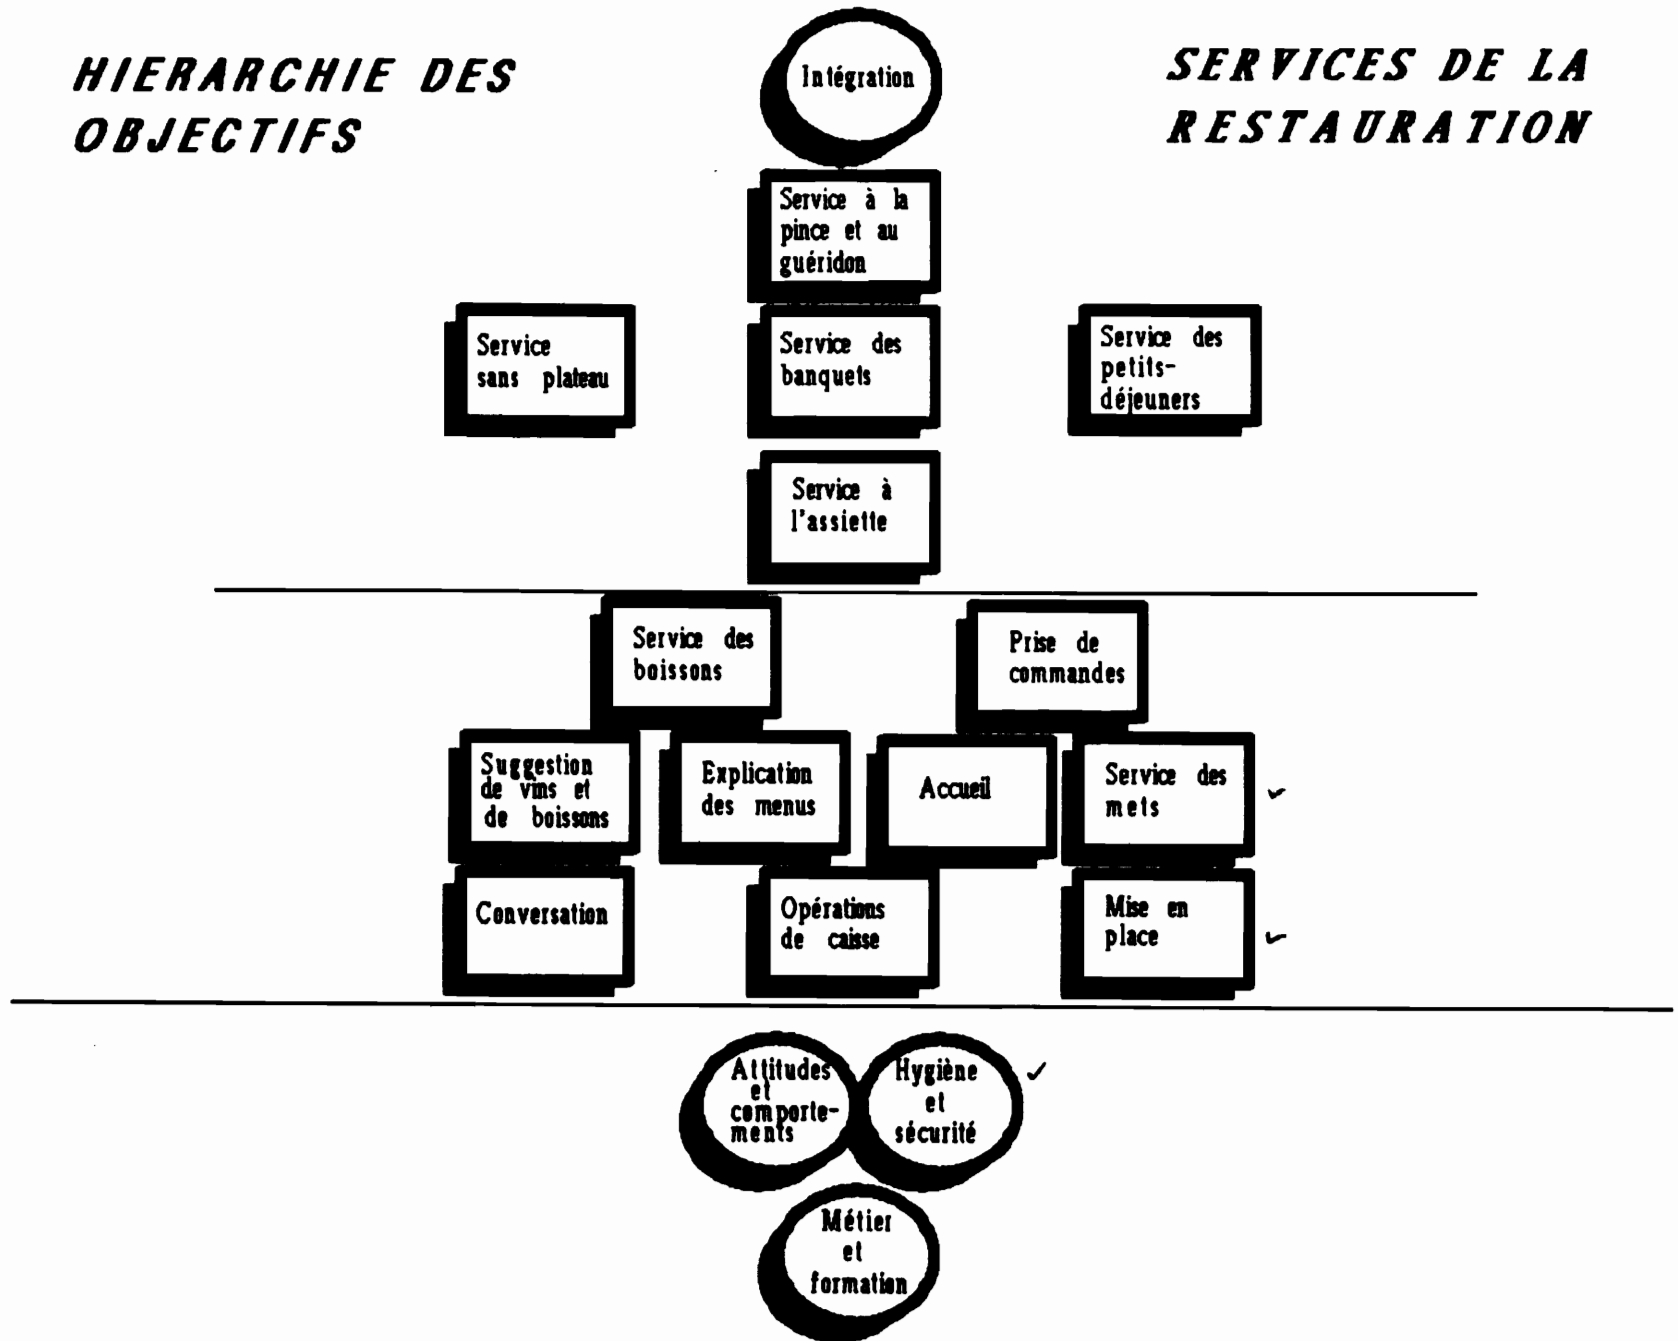 HIERARCHIE DES
OBJECTIFS
SERVICES DE LA
RESTAURATION
Intégration
Service à la
pince et au
guéridon
Service
sans plateau
Service des
banquets
Service des
petits-
déjeuners
Service à
l'assiette
Service des
boissons
Prise de
commandes
Suggestion
de vins et
de boissons
Explication
des menus
Accueil
Service des
mets
Conversation
Opérations
de caisse
Mise en
place
Attitudes
et
comporte-
ments
Hygiène
et
sécurité
Métier
et
formation